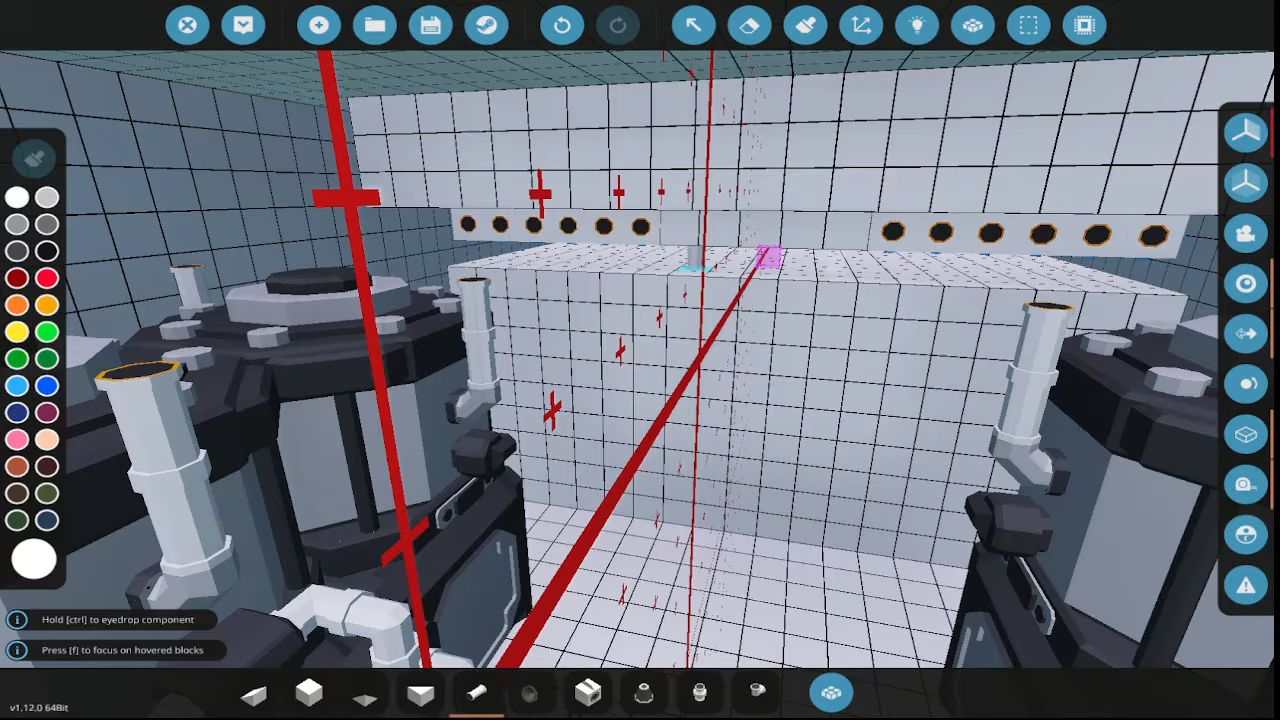 Hold [ctrl] to eyedrop component
Press [f] to focus on hovered blocks
v1.12.0 64Bit